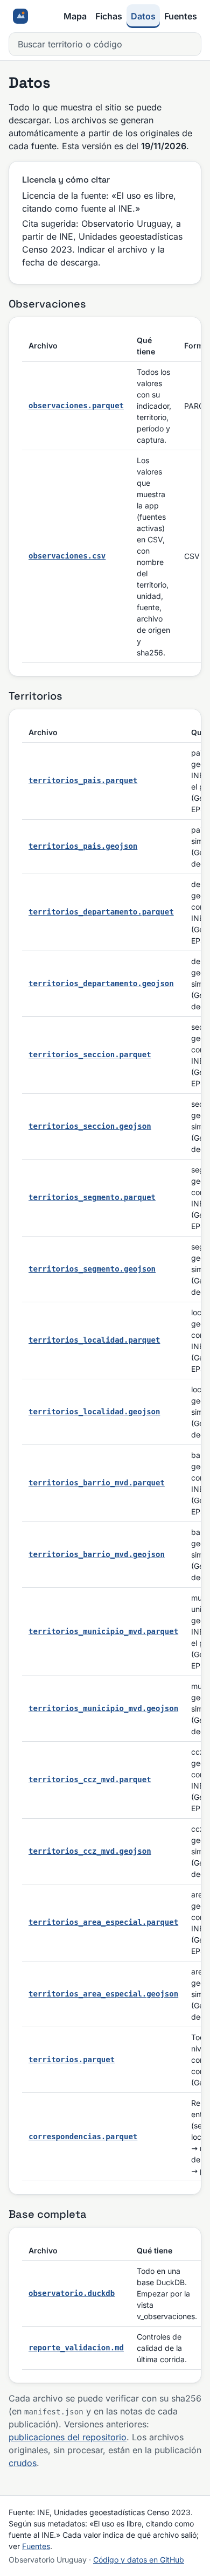 Mapa Fichas Datos Fuentes
Buscar territorio o código
Datos
Todo lo que muestra el sitio se puede
descargar. Los archivos se generan
automáticamente a partir de los originales de
cada fuente. Esta versión es del 19/11/2026.
Licencia y cómo citar
Licencia de la fuente: «El uso es libre,
citando como fuente al INE.»
Cita sugerida: Observatorio Uruguay, a
partir de INE, Unidades geoestadísticas
Censo 2023. Indicar el archivo y la
fecha de descarga.
Observaciones
Archivo
Qué
tiene
observaciones.parquet
Todos los
valores
con su
indicador,
territorio,
periodo y
captura.
observaciones.csv
Los
valores
que
muestra
la app
(fuentes
activas)
en CSV,
con
nombre
del
territorio,
unidad,
fuente,
archivo
de origen
y
sha256.
CSV
Territorios
Archivo
territorios_pais.parquet
territorios_pais.geojson
territorios_departamento.parquet
territorios_departamento.geojson
territorios_seccion.parquet
territorios_seccion.geojson
territorios_segmento.parquet
territorios_segmento.geojson
territorios_localidad.parquet
territorios_localidad.geojson
territorios_barrio_mvd.parquet
territorios_barrio_mvd.geojson
territorios_municipio_mvd.parquet
territorios_municipio_mvd.geojson
territorios_ccz_mvd.parquet
territorios_ccz_mvd.geojson
territorios_area_especial.parquet
territorios_area_especial.geojson
territorios.parquet
correspondencias.parquet
Base completa
Archivo Qué tiene
observatorio.duckdb
Todo en una
base DuckDB.
Empezar por la
vista
v_observaciones.
reporte_validacion.md
Controles de
calidad de la
última corrida.
Cada archivo se puede verificar con su sha256
(en manifest.json y en las notas de cada
publicación). Versiones anteriores:
publicaciones del repositorio. Los archivos
originales, sin procesar, están en la publicación
crudos.
Fuente: INE, Unidades geoestadísticas Censo 2023.
Según sus metadatos: «El uso es libre, citando como
fuente al INE.» Cada valor indica de qué archivo salió;
ver Fuentes.
Observatorio Uruguay · Código y datos en GitHub